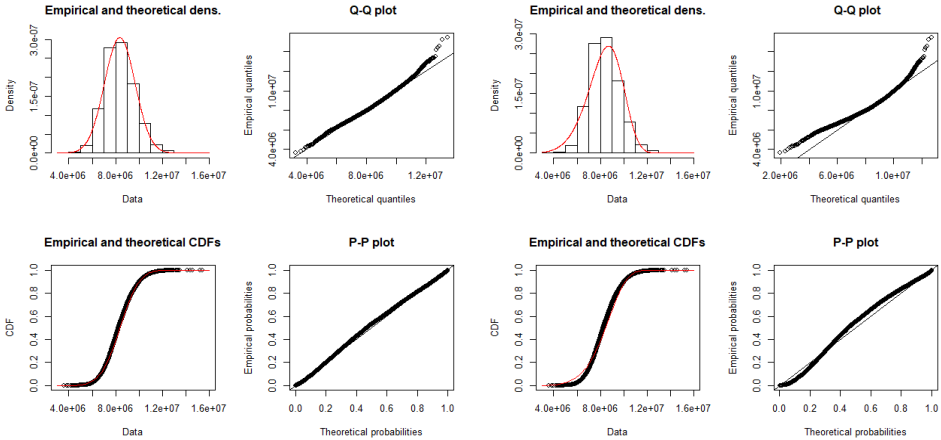 Empirical and theoretical dens.
Density
0.0e+00 1.5e-07 3.0e-07
4.0e+06 8.0e+06 1.2e+07 1.6e+07
Data
Q-Q plot
Empirical quantiles
4.0e+06 1.0e+07
4.0e+06 8.0e+06 1.2e+07
Theoretical quantiles
Empirical and theoretical dens.
Density
0.0e+00 1.5e-07 3.0e-07
4.0e+06 8.0e+06 1.2e+07 1.6e+07
Data
Q-Q plot
Empirical quantiles
4.0e+06 1.0e+07
2.0e+06 6.0e+06 1.0e+07
Theoretical quantiles
Empirical and theoretical CDFs
CDF
0.0 0.2 0.4 0.6 0.8 1.0
4.0e+06 8.0e+06 1.2e+07 1.6e+07
Data
P-P plot
Empirical probabilities
0.0 0.2 0.4 0.6 0.8 1.0
0.0 0.2 0.4 0.6 0.8 1.0
Theoretical probabilities
Empirical and theoretical CDFs
CDF
0.0 0.2 0.4 0.6 0.8 1.0
4.0e+06 8.0e+06 1.2e+07 1.6e+07
Data
P-P plot
Empirical probabilities
0.0 0.2 0.4 0.6 0.8 1.0
0.0 0.2 0.4 0.6 0.8 1.0
Theoretical probabilities